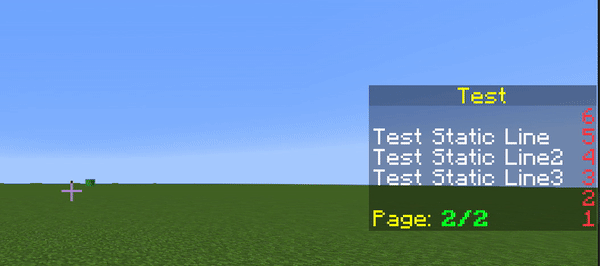 Test
6
Test Static Line 5
Test Static Line2 4
Test Static Line3 3
2
Page: 2/2 1